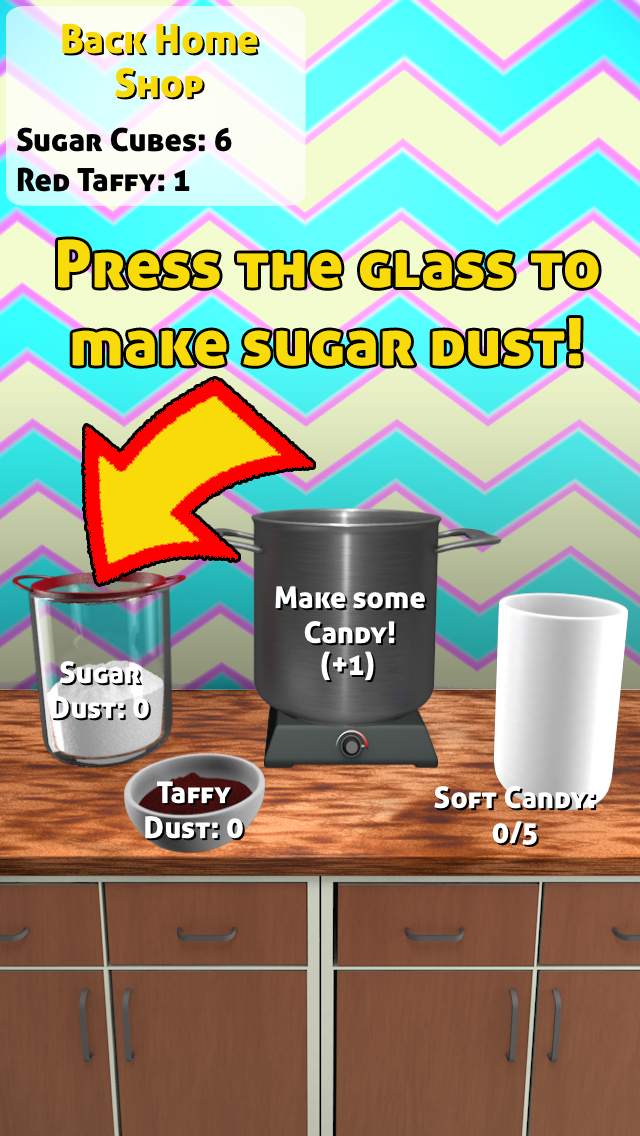 Back Home
Shop
Sugar Cubes: 6
Red Taffy: 1
Press the glass to
make sugar dust!
Make some
Candy!
(+1)
Sugar
Dust: 0
Taffy
Dust: 0
Soft Candy:
0/5